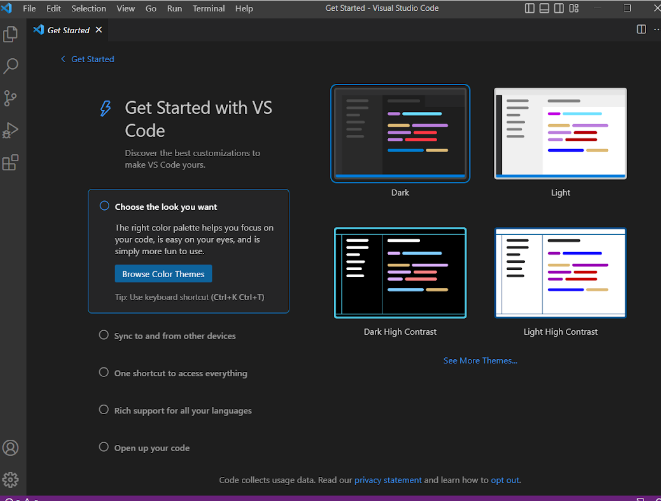 File Edit Selection View Go Run Terminal Help Get Started - Visual Studio Code
Get Started
Get Started
Get Started with VS
Code
Discover the best customizations to
make VS Code yours.
Choose the look you want
The right color palette helps you focus on
your code, is easy on your eyes, and is
simply more fun to use.
Browse Color Themes
Tip: Use keyboard shortcut (Ctrl+K Ctrl+T)
Sync to and from other devices
One shortcut to access everything
Rich support for all your languages
Open up your code
Dark
Light
Dark High Contrast
Light High Contrast
See More Themes...
Code collects usage data. Read our privacy statement and learn how to opt out.